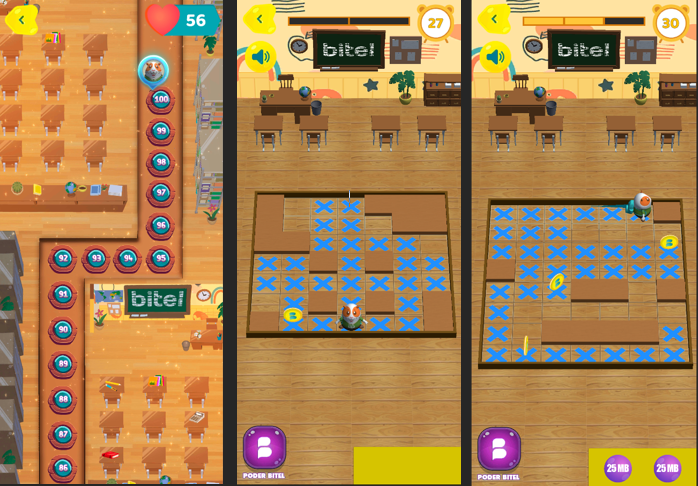 56
100
99
98
97
96
92 93 94 95
91
bitel
90
89
88
87
86
27
bitel
B
B
PODER BITEL
30
bitel
B
B
B
PODER BITEL
25 MB 25 MB